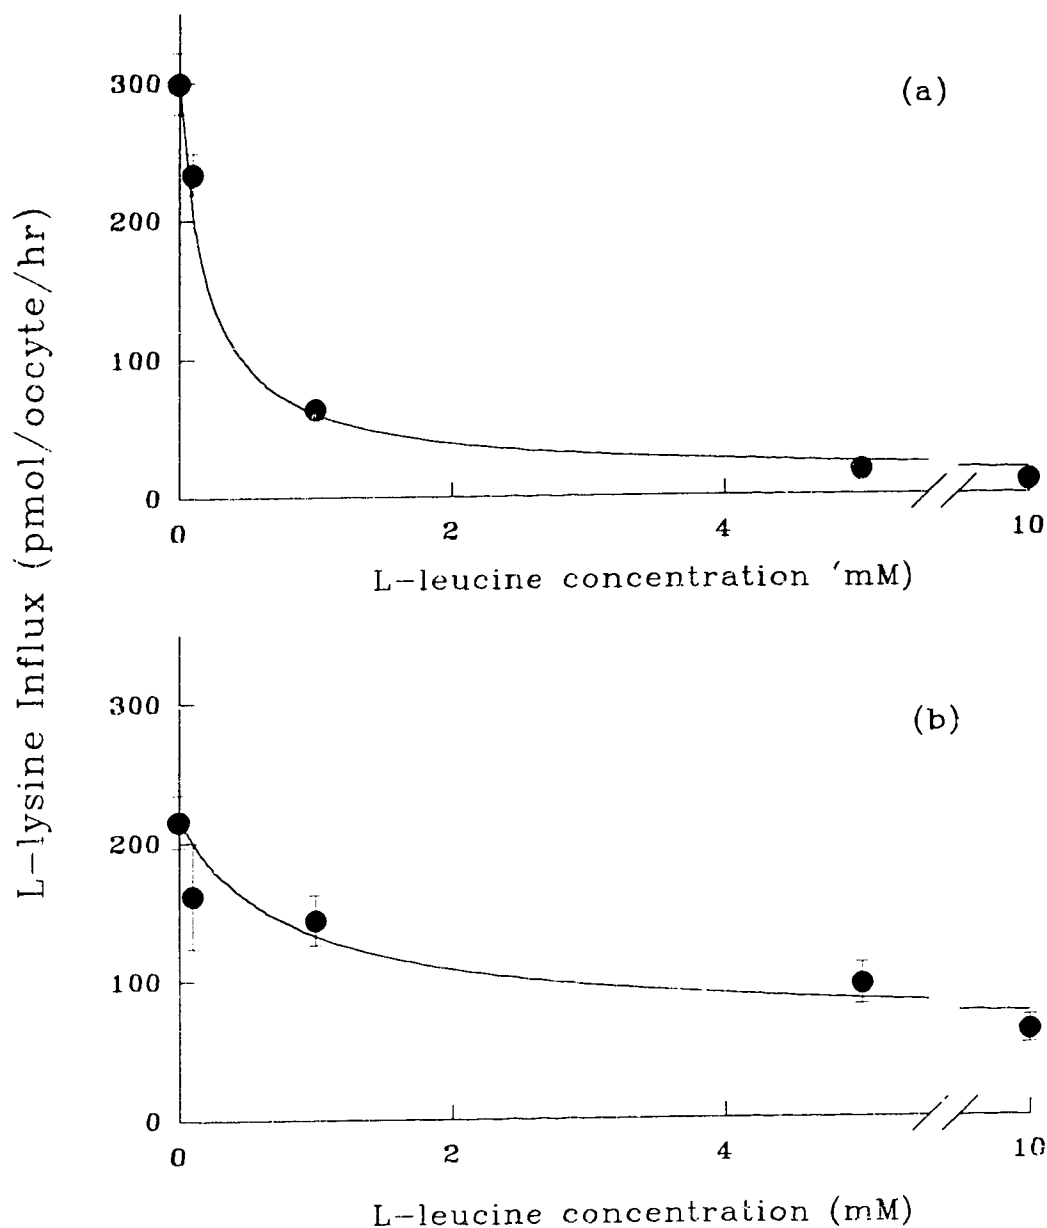 L-lysine Influx (pmol/oocyte/hr)
(a)
300
200
100
0
0 2 4 10
L-leucine concentration 'mM)
(b)
300
200
100
0
0 2 4 10
L-leucine concentration (mM)